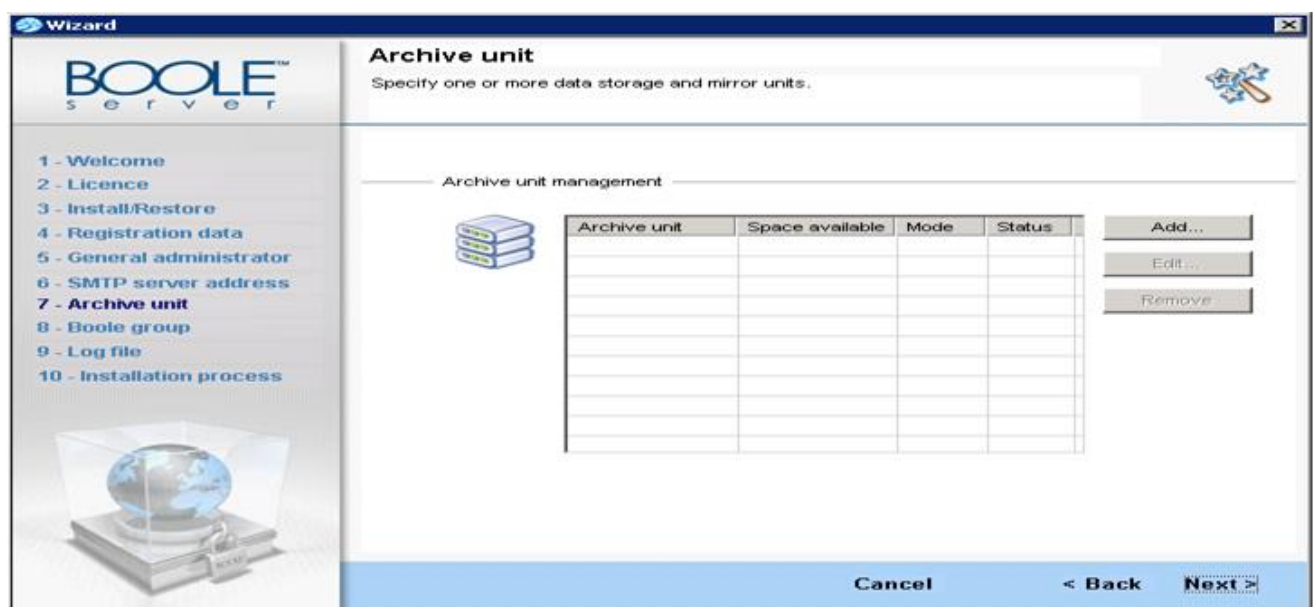 Wizard
BOOLE™
server
Archive unit
Specify one or more data storage and mirror units.
1 - Welcome
2 - Licence
3 - Install/Restore
4 - Registration data
5 - General administrator
6 - SMTP server address
7 - Archive unit
8 - Boole group
9 - Log file
10 - Installation process
Archive unit management
Archive unit Space available Mode Status
Add...
Edit...
Remove
BOOLE
Cancel < Back Next >